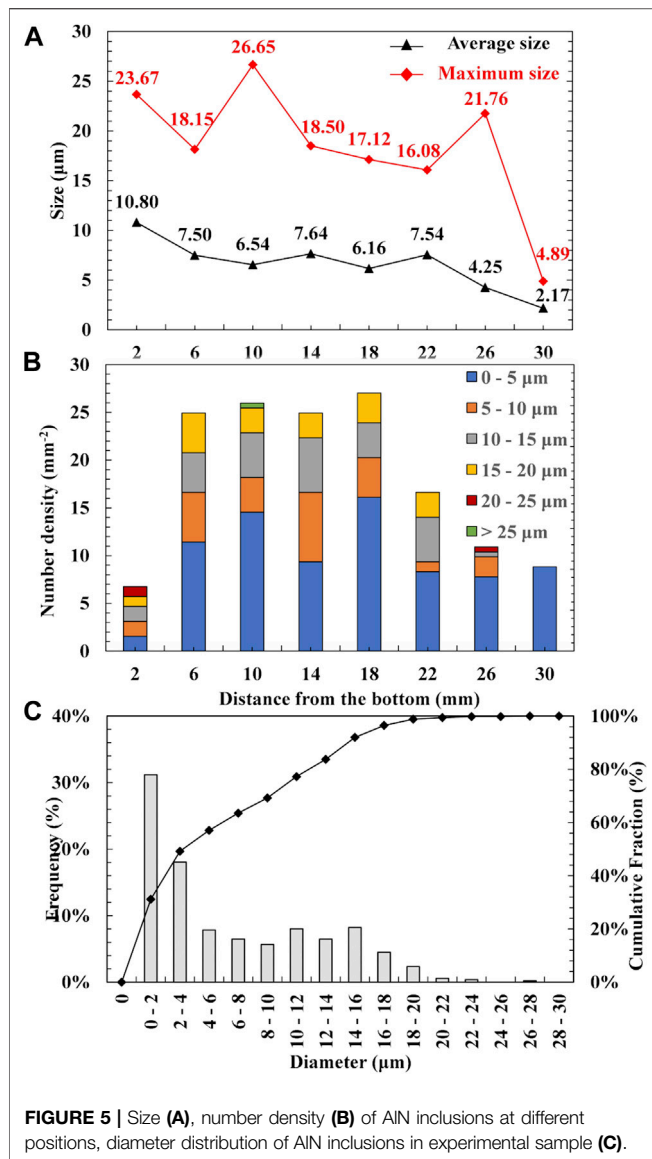 A
Average size
Maximum size
Size (µm)
30
25
20
15
10
5
0
23.67
18.15
26.65
18.50
17.12
16.08
21.76
4.89
10.80
7.50
6.54
7.64
6.16
7.54
4.25
2.17
2 6 10 14 18 22 26 30
B
Number density (mm-2)
30
25
20
15
10
5
0
0 - 5 µm
5 - 10 µm
10 - 15 µm
15 - 20 µm
20 - 25 µm
> 25 µm
2 6 10 14 18 22 26 30
Distance from the bottom (mm)
C
Frequency (%)
40%
30%
20%
10%
0%
Cumulative Fraction (%)
100%
80%
60%
40%
20%
0%
0
0 - 2
2 - 4
4 - 6
6 - 8
8 - 10
10 - 12
12 - 14
14 - 16
16 - 18
18 - 20
20 - 22
22 - 24
24 - 26
26 - 28
28 - 30
Diameter (µm)
FIGURE 5 | Size (A), number density (B) of AlN inclusions at different
positions, diameter distribution of AlN inclusions in experimental sample (C).